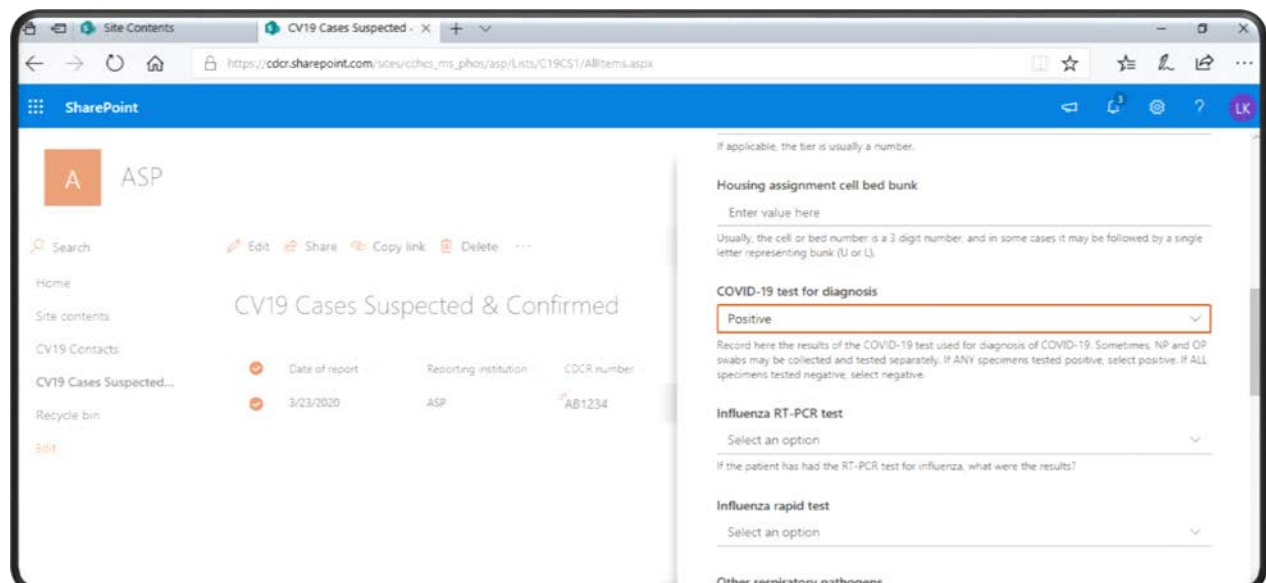 Site Contents
CV19 Cases Suspected -
https://cdcr.sharepoint.com/sites/cchcs_ms_phos/asp/Lists/C19CS1/AllItems.aspx
SharePoint
3
LK
A
ASP
Search
Home
Site contents
CV19 Contacts
CV19 Cases Suspected...
Recycle bin
Edit
Edit Share Copy link Delete ...
CV19 Cases Suspected & Confirmed
Date of report Reporting institution CDCR number
3/23/2020 ASP AB1234
If applicable, the tier is usually a number.
Housing assignment cell bed bunk
Enter value here
Usually, the cell or bed number is a 3 digit number, and in some cases it may be followed by a single
letter representing bunk (U or L).
COVID-19 test for diagnosis
Positive
Record here the results of the COVID-19 test used for diagnosis of COVID-19. Sometimes, NP and OP
swabs may be collected and tested separately. If ANY specimens tested positive, select positive. If ALL
specimens tested negative, select negative.
Influenza RT-PCR test
Select an option
If the patient has had the RT-PCR test for influenza, what were the results?
Influenza rapid test
Select an option
Other respiratory pathogens